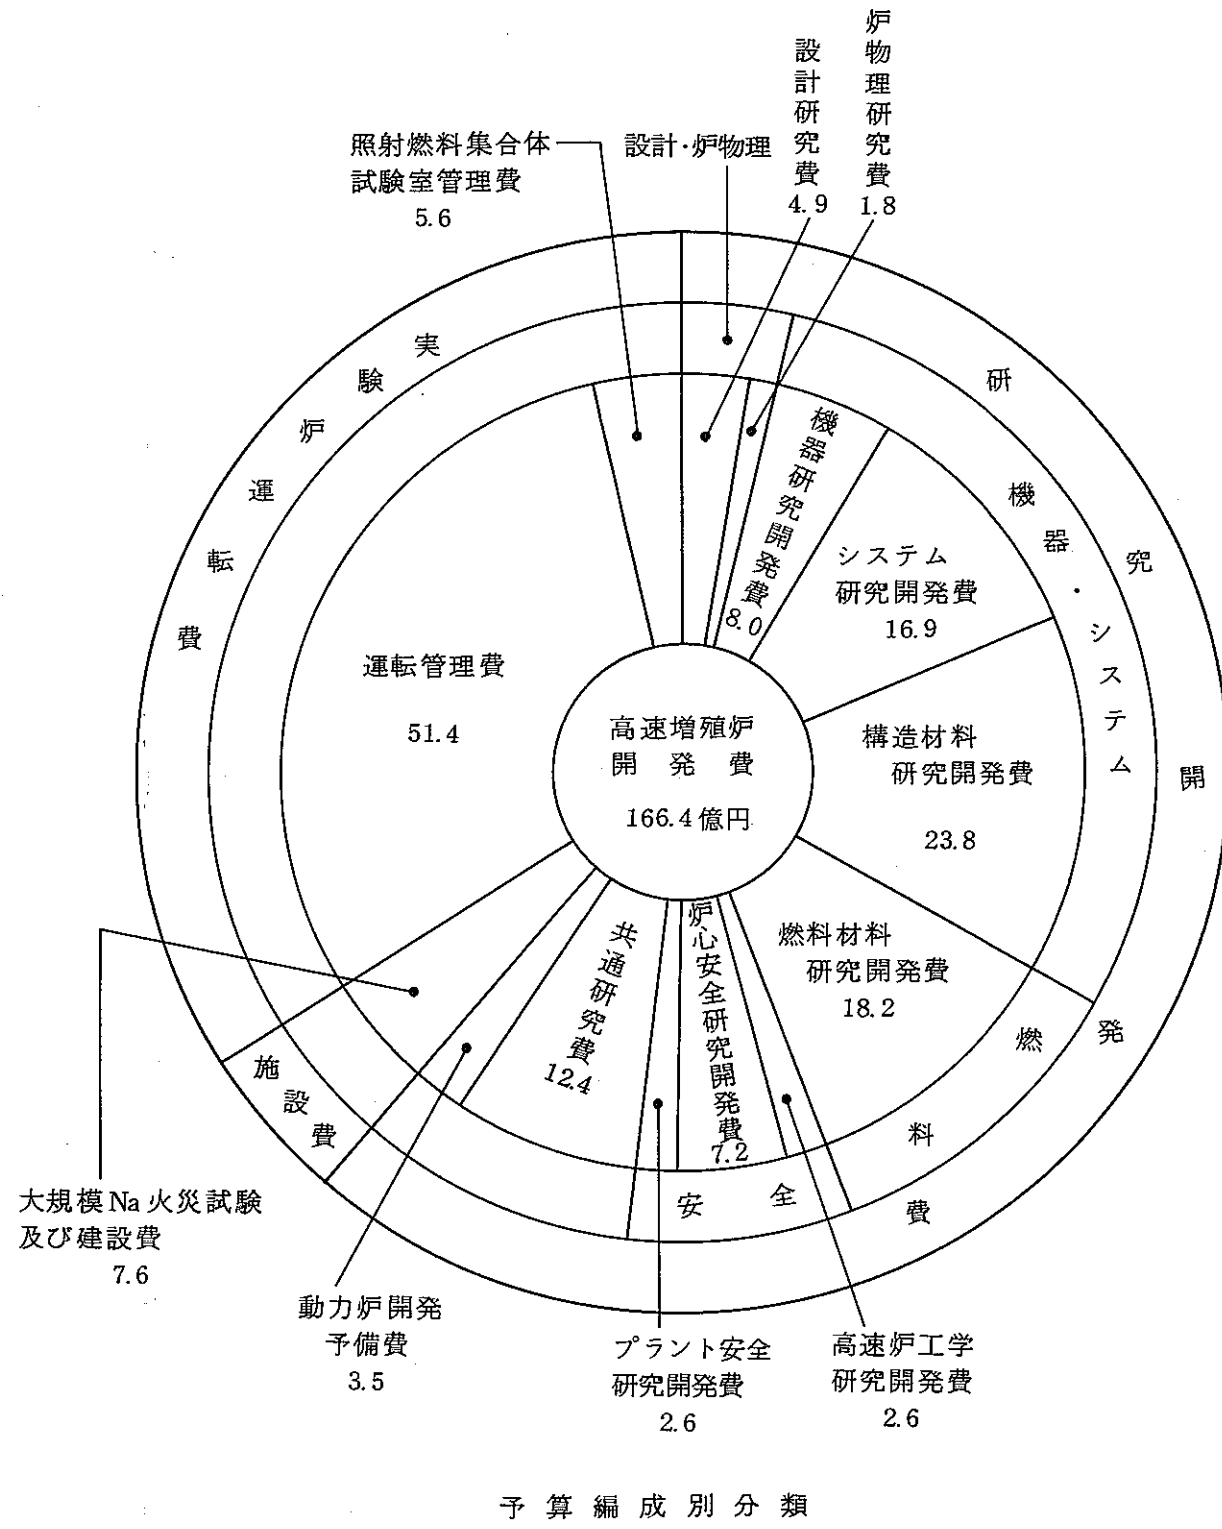 炉物理研究費
1.8
設計研究費
4.9
設計・炉物理
照射燃料集合体
試験室管理費
5.6
実験炉運転費
研究開発費
機器・システム
燃料
安全
施設費
機器研究開発費
8.0
システム
研究開発費
16.9
構造材料
研究開発費
23.8
燃料材料
研究開発費
18.2
炉心安全研究開発費
7.2
共通研究費
12.4
運転管理費
51.4
高速増殖炉
開発費
166.4億円
大規模Na火災試験
及び建設費
7.6
動力炉開発
予備費
3.5
プラント安全
研究開発費
2.6
高速炉工学
研究開発費
2.6
予算編成別分類